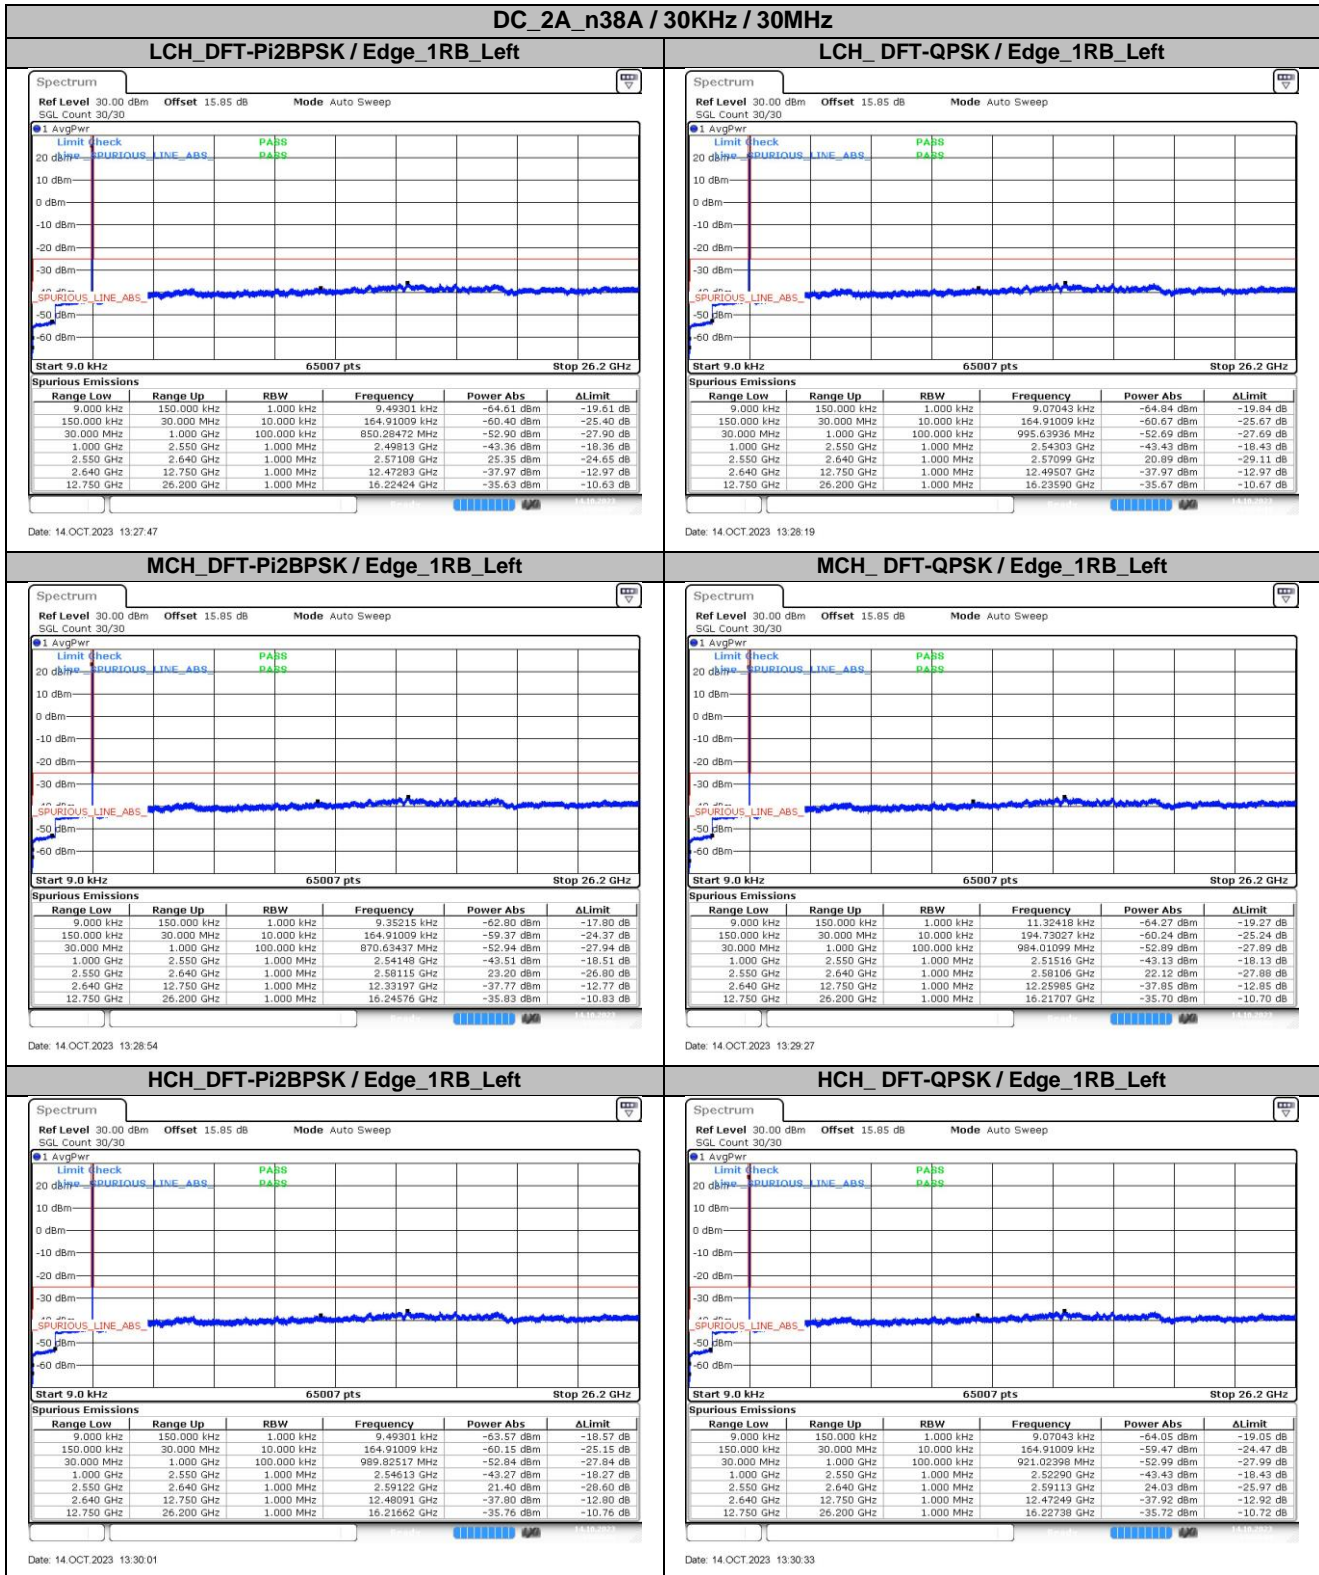 DC_2A_n38A / 30KHz / 30MHz
LCH_DFT-Pi2BPSK / Edge_1RB_Left
Spectrum
Ref Level 30.00 dBm Offset 15.85 dB Mode Auto Sweep
SGL Count 30/30
1 AvgPwr
Limit Check PASS
20 dBm Line _SPURIOUS_LINE_ABS_ PASS
10 dBm
0 dBm
-10 dBm
-20 dBm
-30 dBm
-40 dBm
_SPURIOUS_LINE_ABS_
-50 dBm
-60 dBm
Start 9.0 kHz 65007 pts Stop 26.2 GHz
Spurious Emissions
Range Low Range Up RBW Frequency Power Abs ΔLimit
9.000 kHz 150.000 kHz 1.000 kHz 9.49301 kHz -64.61 dBm -19.61 dB
150.000 kHz 30.000 MHz 10.000 kHz 164.91009 kHz -60.40 dBm -25.40 dB
30.000 MHz 1.000 GHz 100.000 kHz 850.28472 MHz -52.90 dBm -27.90 dB
1.000 GHz 2.550 GHz 1.000 MHz 2.49813 GHz -43.36 dBm -18.36 dB
2.550 GHz 2.640 GHz 1.000 MHz 2.57108 GHz 25.35 dBm -24.65 dB
2.640 GHz 12.750 GHz 1.000 MHz 12.47283 GHz -37.97 dBm -12.97 dB
12.750 GHz 26.200 GHz 1.000 MHz 16.22424 GHz -35.63 dBm -10.63 dB
Date: 14.OCT.2023 13:27:47
LCH_ DFT-QPSK / Edge_1RB_Left
Spectrum
Ref Level 30.00 dBm Offset 15.85 dB Mode Auto Sweep
SGL Count 30/30
1 AvgPwr
Limit Check PASS
20 dBm Line _SPURIOUS_LINE_ABS_ PASS
10 dBm
0 dBm
-10 dBm
-20 dBm
-30 dBm
-40 dBm
_SPURIOUS_LINE_ABS_
-50 dBm
-60 dBm
Start 9.0 kHz 65007 pts Stop 26.2 GHz
Spurious Emissions
Range Low Range Up RBW Frequency Power Abs ΔLimit
9.000 kHz 150.000 kHz 1.000 kHz 9.07043 kHz -64.84 dBm -19.84 dB
150.000 kHz 30.000 MHz 10.000 kHz 164.91009 kHz -60.67 dBm -25.67 dB
30.000 MHz 1.000 GHz 100.000 kHz 995.63936 MHz -52.69 dBm -27.69 dB
1.000 GHz 2.550 GHz 1.000 MHz 2.54303 GHz -43.43 dBm -18.43 dB
2.550 GHz 2.640 GHz 1.000 MHz 2.57099 GHz 20.89 dBm -29.11 dB
2.640 GHz 12.750 GHz 1.000 MHz 12.49507 GHz -37.97 dBm -12.97 dB
12.750 GHz 26.200 GHz 1.000 MHz 16.23590 GHz -35.67 dBm -10.67 dB
Date: 14.OCT.2023 13:28:19
MCH_DFT-Pi2BPSK / Edge_1RB_Left
Spectrum
Ref Level 30.00 dBm Offset 15.85 dB Mode Auto Sweep
SGL Count 30/30
1 AvgPwr
Limit Check PASS
20 dBm Line _SPURIOUS_LINE_ABS_ PASS
10 dBm
0 dBm
-10 dBm
-20 dBm
-30 dBm
-40 dBm
_SPURIOUS_LINE_ABS_
-50 dBm
-60 dBm
Start 9.0 kHz 65007 pts Stop 26.2 GHz
Spurious Emissions
Range Low Range Up RBW Frequency Power Abs ΔLimit
9.000 kHz 150.000 kHz 1.000 kHz 9.35215 kHz -62.80 dBm -17.80 dB
150.000 kHz 30.000 MHz 10.000 kHz 164.91009 kHz -59.37 dBm -24.37 dB
30.000 MHz 1.000 GHz 100.000 kHz 870.63437 MHz -52.94 dBm -27.94 dB
1.000 GHz 2.550 GHz 1.000 MHz 2.54148 GHz -43.51 dBm -18.51 dB
2.550 GHz 2.640 GHz 1.000 MHz 2.58115 GHz 23.20 dBm -26.80 dB
2.640 GHz 12.750 GHz 1.000 MHz 12.33197 GHz -37.77 dBm -12.77 dB
12.750 GHz 26.200 GHz 1.000 MHz 16.24576 GHz -35.83 dBm -10.83 dB
Date: 14.OCT.2023 13:28:54
MCH_ DFT-QPSK / Edge_1RB_Left
Spectrum
Ref Level 30.00 dBm Offset 15.85 dB Mode Auto Sweep
SGL Count 30/30
1 AvgPwr
Limit Check PASS
20 dBm Line _SPURIOUS_LINE_ABS_ PASS
10 dBm
0 dBm
-10 dBm
-20 dBm
-30 dBm
-40 dBm
_SPURIOUS_LINE_ABS_
-50 dBm
-60 dBm
Start 9.0 kHz 65007 pts Stop 26.2 GHz
Spurious Emissions
Range Low Range Up RBW Frequency Power Abs ΔLimit
9.000 kHz 150.000 kHz 1.000 kHz 11.32418 kHz -64.27 dBm -19.27 dB
150.000 kHz 30.000 MHz 10.000 kHz 194.73027 kHz -60.24 dBm -25.24 dB
30.000 MHz 1.000 GHz 100.000 kHz 984.01099 MHz -52.89 dBm -27.89 dB
1.000 GHz 2.550 GHz 1.000 MHz 2.51516 GHz -43.13 dBm -18.13 dB
2.550 GHz 2.640 GHz 1.000 MHz 2.58106 GHz 22.12 dBm -27.88 dB
2.640 GHz 12.750 GHz 1.000 MHz 12.25985 GHz -37.85 dBm -12.85 dB
12.750 GHz 26.200 GHz 1.000 MHz 16.21707 GHz -35.70 dBm -10.70 dB
Date: 14.OCT.2023 13:29:27
HCH_DFT-Pi2BPSK / Edge_1RB_Left
Spectrum
Ref Level 30.00 dBm Offset 15.85 dB Mode Auto Sweep
SGL Count 30/30
1 AvgPwr
Limit Check PASS
20 dBm Line _SPURIOUS_LINE_ABS_ PASS
10 dBm
0 dBm
-10 dBm
-20 dBm
-30 dBm
-40 dBm
_SPURIOUS_LINE_ABS_
-50 dBm
-60 dBm
Start 9.0 kHz 65007 pts Stop 26.2 GHz
Spurious Emissions
Range Low Range Up RBW Frequency Power Abs ΔLimit
9.000 kHz 150.000 kHz 1.000 kHz 9.49301 kHz -63.57 dBm -18.57 dB
150.000 kHz 30.000 MHz 10.000 kHz 164.91009 kHz -60.15 dBm -25.15 dB
30.000 MHz 1.000 GHz 100.000 kHz 989.82517 MHz -52.84 dBm -27.84 dB
1.000 GHz 2.550 GHz 1.000 MHz 2.54613 GHz -43.27 dBm -18.27 dB
2.550 GHz 2.640 GHz 1.000 MHz 2.59122 GHz 21.40 dBm -28.60 dB
2.640 GHz 12.750 GHz 1.000 MHz 12.48091 GHz -37.80 dBm -12.80 dB
12.750 GHz 26.200 GHz 1.000 MHz 16.21662 GHz -35.76 dBm -10.76 dB
Date: 14.OCT.2023 13:30:01
HCH_ DFT-QPSK / Edge_1RB_Left
Spectrum
Ref Level 30.00 dBm Offset 15.85 dB Mode Auto Sweep
SGL Count 30/30
1 AvgPwr
Limit Check PASS
20 dBm Line _SPURIOUS_LINE_ABS_ PASS
10 dBm
0 dBm
-10 dBm
-20 dBm
-30 dBm
-40 dBm
_SPURIOUS_LINE_ABS_
-50 dBm
-60 dBm
Start 9.0 kHz 65007 pts Stop 26.2 GHz
Spurious Emissions
Range Low Range Up RBW Frequency Power Abs ΔLimit
9.000 kHz 150.000 kHz 1.000 kHz 9.07043 kHz -64.05 dBm -19.05 dB
150.000 kHz 30.000 MHz 10.000 kHz 164.91009 kHz -59.47 dBm -24.47 dB
30.000 MHz 1.000 GHz 100.000 kHz 921.02398 MHz -52.99 dBm -27.99 dB
1.000 GHz 2.550 GHz 1.000 MHz 2.52290 GHz -43.43 dBm -18.43 dB
2.550 GHz 2.640 GHz 1.000 MHz 2.59113 GHz 24.03 dBm -25.97 dB
2.640 GHz 12.750 GHz 1.000 MHz 12.47249 GHz -37.92 dBm -12.92 dB
12.750 GHz 26.200 GHz 1.000 MHz 16.22738 GHz -35.72 dBm -10.72 dB
Date: 14.OCT.2023 13:30:33